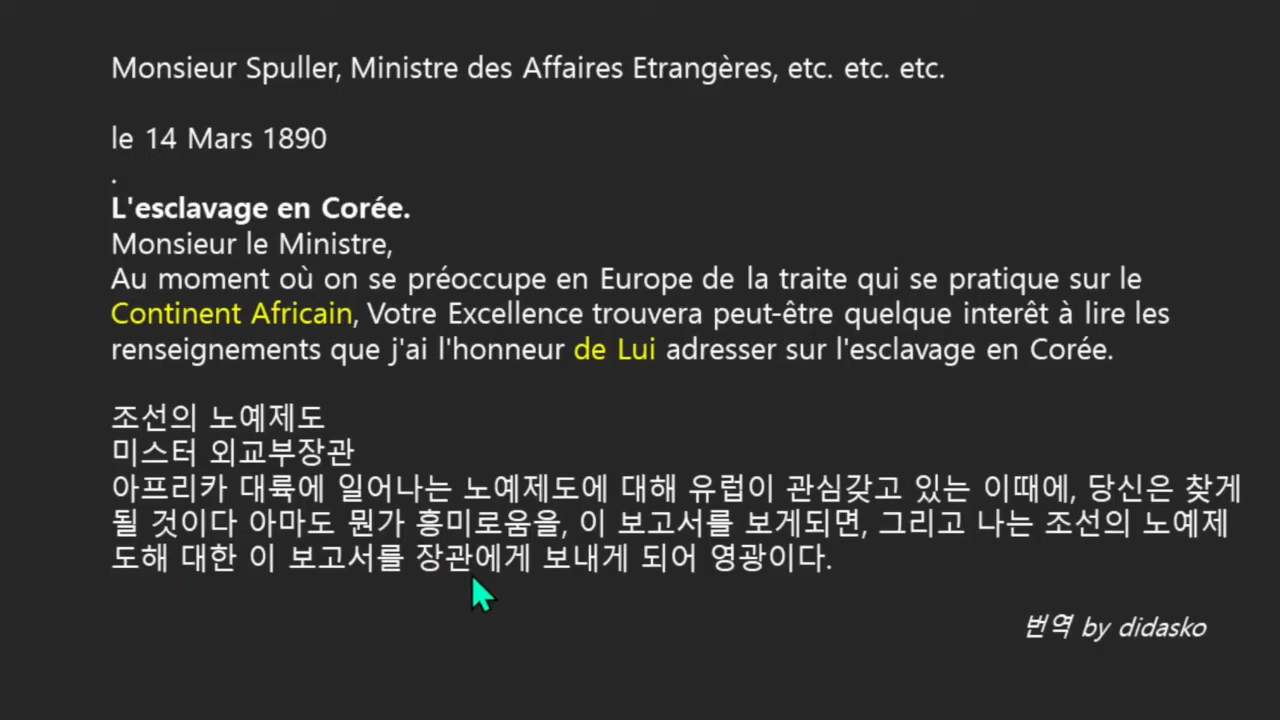 Monsieur Spuller, Ministre des Affaires Etrangères, etc. etc. etc.
le 14 Mars 1890
.
L'esclavage en Corée.
Monsieur le Ministre,
Au moment où on se préoccupe en Europe de la traite qui se pratique sur le
Continent Africain, Votre Excellence trouvera peut-être quelque interêt à lire les
renseignements que j'ai l'honneur de Lui adresser sur l'esclavage en Corée.
조선의 노예제도
미스터 외교부장관
아프리카 대륙에 일어나는 노예제도에 대해 유럽이 관심갖고 있는 이때에, 당신은 찾게
될 것이다 아마도 뭔가 흥미로움을, 이 보고서를 보게되면, 그리고 나는 조선의 노예제
도해 대한 이 보고서를 장관에게 보내게 되어 영광이다.
번역 by didasko